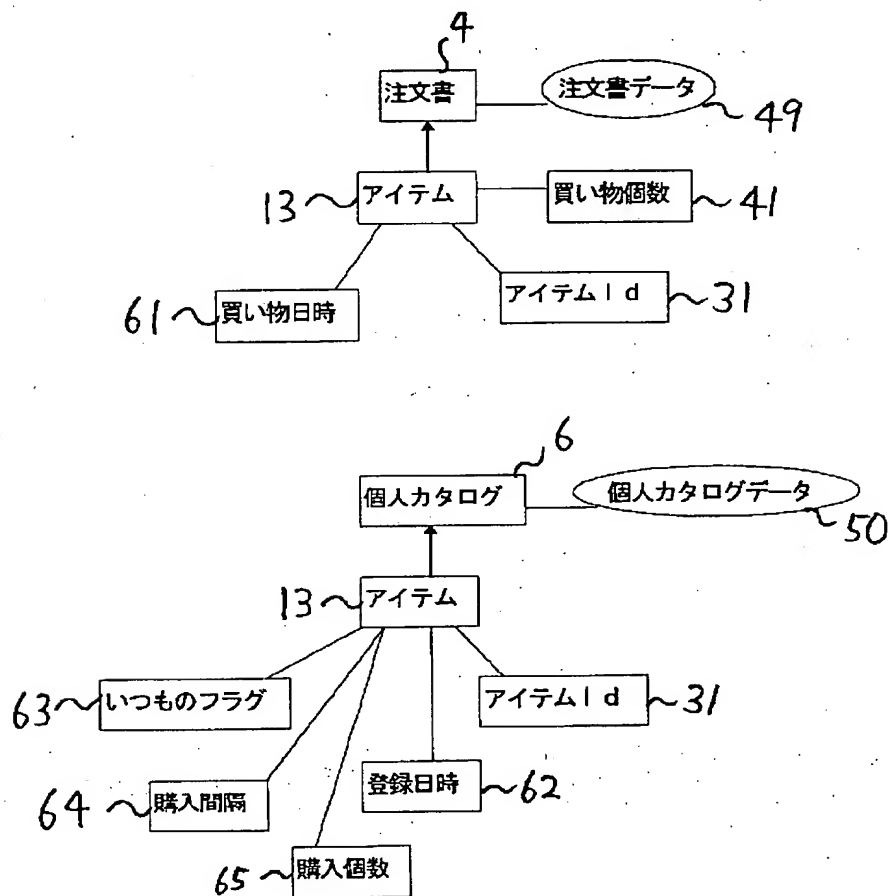 4
注文書
注文書データ
49
13
アイテム
買い物個数
41
61
買い物日時
アイテムId
31
6
個人カタログ
個人カタログデータ
50
13
アイテム
63
いつものフラグ
アイテムId
31
64
購入間隔
登録日時
62
65
購入個数